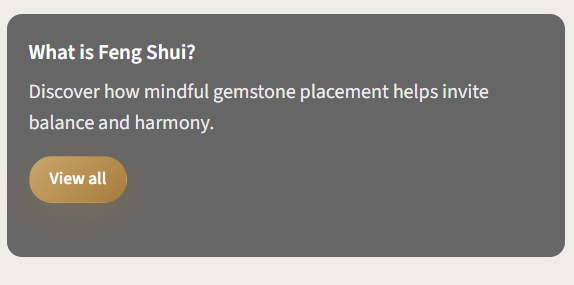 What is Feng Shui?
Discover how mindful gemstone placement helps invite
balance and harmony.
View all